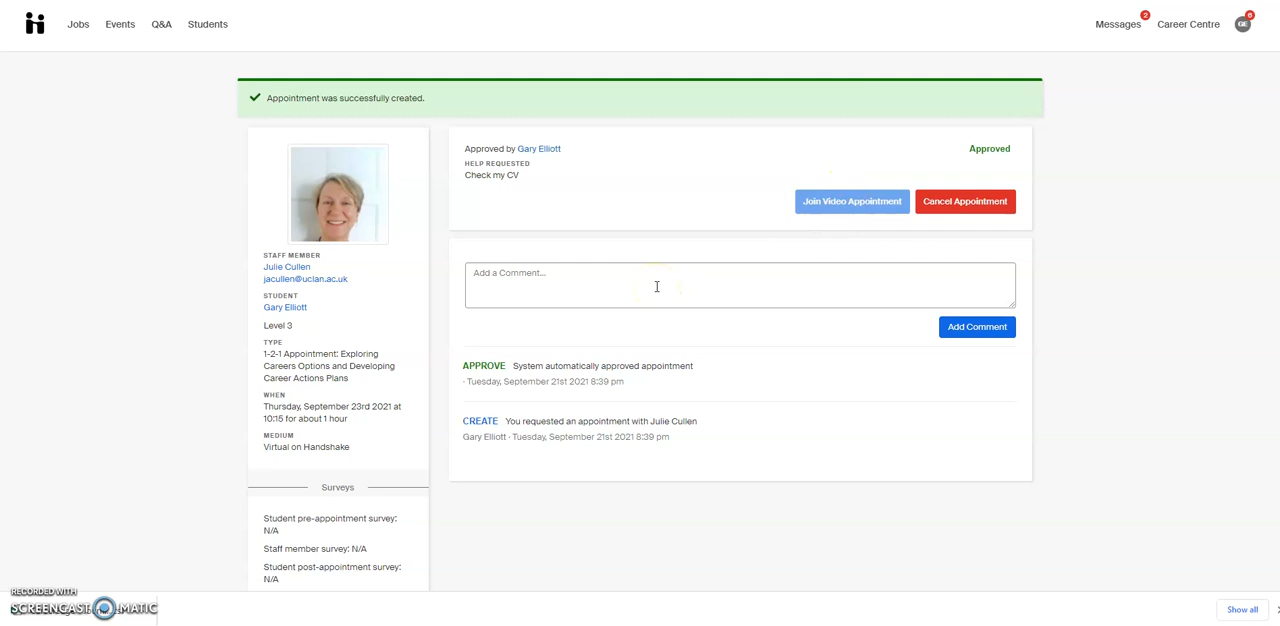 Jobs Events Q&A Students
Messages 2 Career Centre GE 6
Appointment was successfully created.
STAFF MEMBER
Julie Cullen
jacullen@uclan.ac.uk
STUDENT
Gary Elliott
Level 3
TYPE
1-2-1 Appointment: Exploring
Careers Options and Developing
Career Actions Plans
WHEN
Thursday, September 23rd 2021 at
10:15 for about 1 hour
MEDIUM
Virtual on Handshake
Surveys
Student pre-appointment survey:
N/A
Staff member survey: N/A
Student post-appointment survey:
N/A
Approved by Gary Elliott
Approved
HELP REQUESTED
Check my CV
Join Video Appointment
Cancel Appointment
Add a Comment...
Add Comment
APPROVE System automatically approved appointment
· Tuesday, September 21st 2021 8:39 pm
CREATE You requested an appointment with Julie Cullen
Gary Elliott · Tuesday, September 21st 2021 8:39 pm
RECORDED WITH
SCREENCAST-O-MATIC
Show all